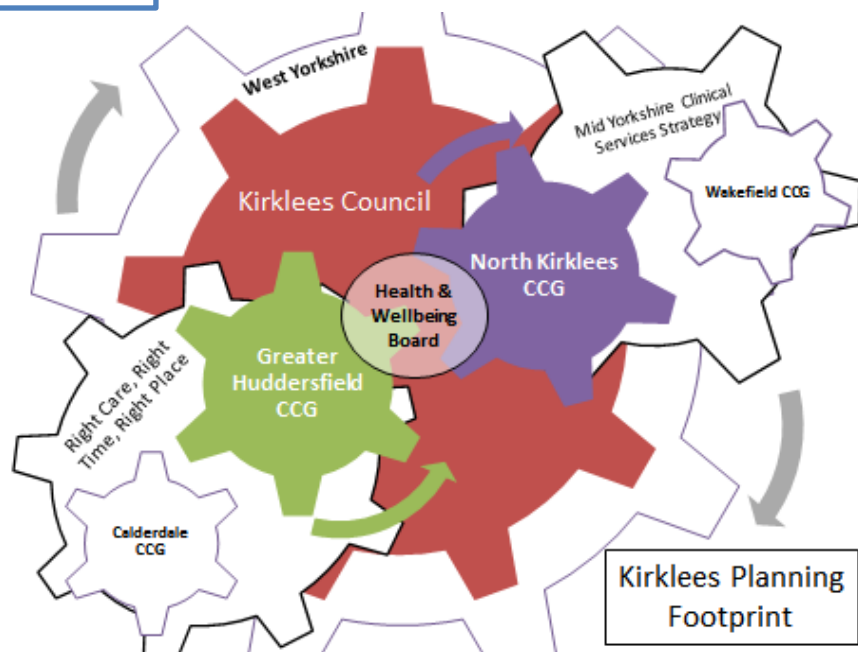 West Yorkshire
Mid Yorkshire Clinical
Services Strategy
Wakefield CCG
Kirklees Council
North Kirklees
CCG
Health &
Wellbeing
Board
Greater
Huddersfield
CCG
Right Care, Right
Time, Right Place
Calderdale
CCG
Kirklees Planning
Footprint